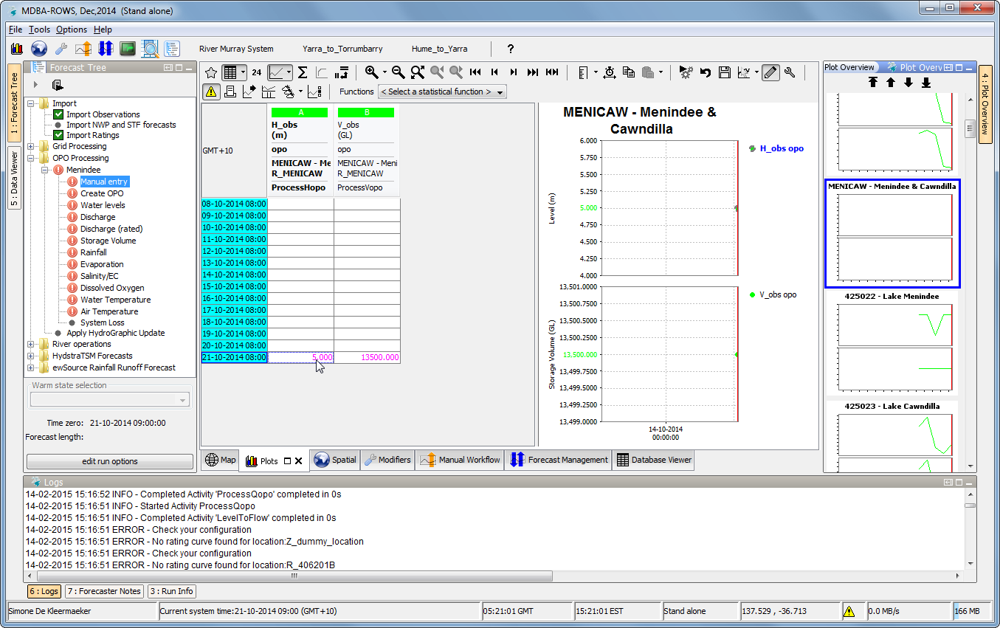 MDBA-ROWS, Dec,2014 (Stand alone)
File Tools Options Help
River Murray System Yarra_to_Torrumbarry Hume_to_Yarra ?
1 : Forecast Tree
5 : Data Viewer
Forecast Tree
Import
Import Observations
Import NWP and STF forecasts
Import Ratings
Grid Processing
OPO Processing
Menindee
Manual entry
Create OPO
Water levels
Discharge
Discharge (rated)
Storage Volume
Rainfall
Evaporation
Salinity/EC
Dissolved Oxygen
Water Temperature
Air Temperature
System Loss
Apply HydroGraphic Update
River operations
HydstraTSM Forecasts
ewSource Rainfall Runoff Forecast
Warm state selection
Time zero: 21-10-2014 09:00:00
Forecast length:
edit run options
24
Functions < Select a statistical function >
A B
H_obs V_obs
(m) (GL)
GMT+10 opo opo
MENICAW - Me MENICAW - Meni
R_MENICAW R_MENICAW
ProcessHopo ProcessVopo
08-10-2014 08:00
09-10-2014 08:00
10-10-2014 08:00
11-10-2014 08:00
12-10-2014 08:00
13-10-2014 08:00
14-10-2014 08:00
15-10-2014 08:00
16-10-2014 08:00
17-10-2014 08:00
18-10-2014 08:00
19-10-2014 08:00
20-10-2014 08:00
21-10-2014 08:00 5.000 13500.000
MENICAW - Menindee &
Cawndilla
Level (m)
6.000
5.750
5.500
5.250
5.000
4.750
4.500
4.250
4.000
H_obs opo
Storage Volume (GL)
13,501.0000
13,500.7500
13,500.5000
13,500.2500
13,500.000
13,499.7500
13,499.5000
13,499.2500
13,499.0000
V_obs opo
14-10-2014
00:00:00
Map Plots Spatial Modifiers Manual Workflow Forecast Management Database Viewer
Plot Overview Plot Overv
4 : Plot Overview
MENICAW - Menindee & Cawndilla
425022 - Lake Menindee
425023 - Lake Cawndilla
Logs
14-02-2015 15:16:52 INFO - Completed Activity 'ProcessQopo' completed in 0s
14-02-2015 15:16:51 INFO - Started Activity ProcessQopo
14-02-2015 15:16:51 INFO - Completed Activity 'LevelToFlow' completed in 0s
14-02-2015 15:16:51 ERROR - Check your configuration
14-02-2015 15:16:51 ERROR - No rating curve found for location:Z_dummy_location
14-02-2015 15:16:51 ERROR - Check your configuration
14-02-2015 15:16:51 ERROR - No rating curve found for location:R_406201B
6 : Logs 7 : Forecaster Notes 3 : Run Info
Simone De Kleermaeker Current system time:21-10-2014 09:00 (GMT+10) 05:21:01 GMT 15:21:01 EST Stand alone 137.529 , -36.713 0.0 MB/s 166 MB